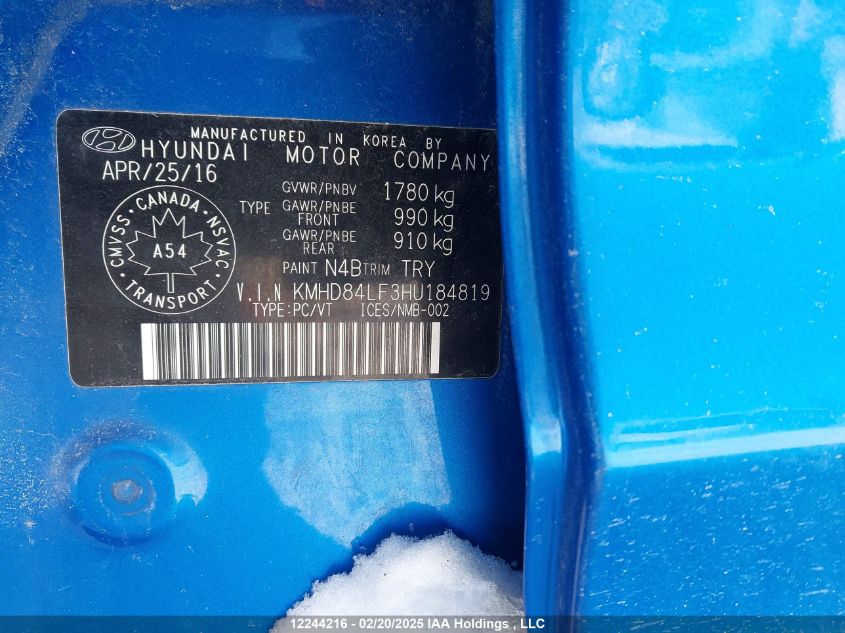 MANUFACTURED IN KOREA BY
HYUNDAI MOTOR COMPANY
APR/25/16
GVWR/PNBV 1780 kg
TYPE GAWR/PNBE FRONT 990 kg
GAWR/PNBE REAR 910 kg
PAINT N4B TRIM TRY
CMVSS · CANADA · NSVAC
A54
TRANSPORT
V.I.N KMHD84LF3HU184819
TYPE:PC/VT ICES/NMB-002
12244216 - 02/20/2025 IAA Holdings , LLC